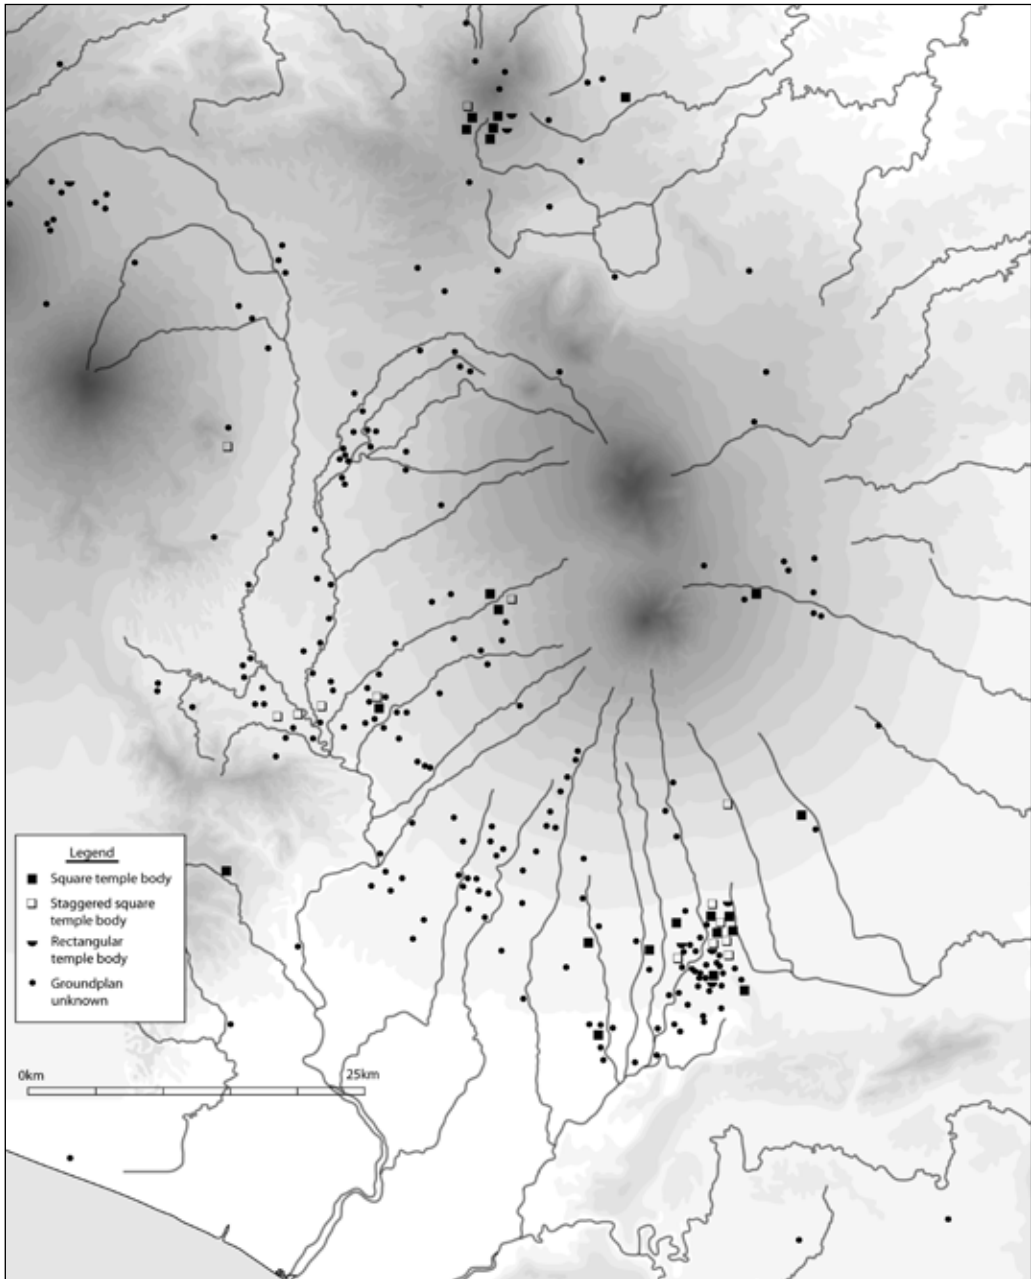 Legend
Square temple body
Staggered square
temple body
Rectangular
temple body
Groundplan
unknown
0km 25km